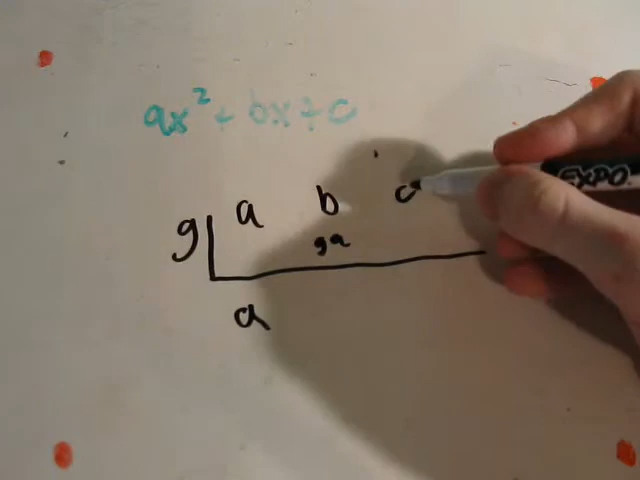 ax² + bx + c
g a b c
ga
a
EXPO